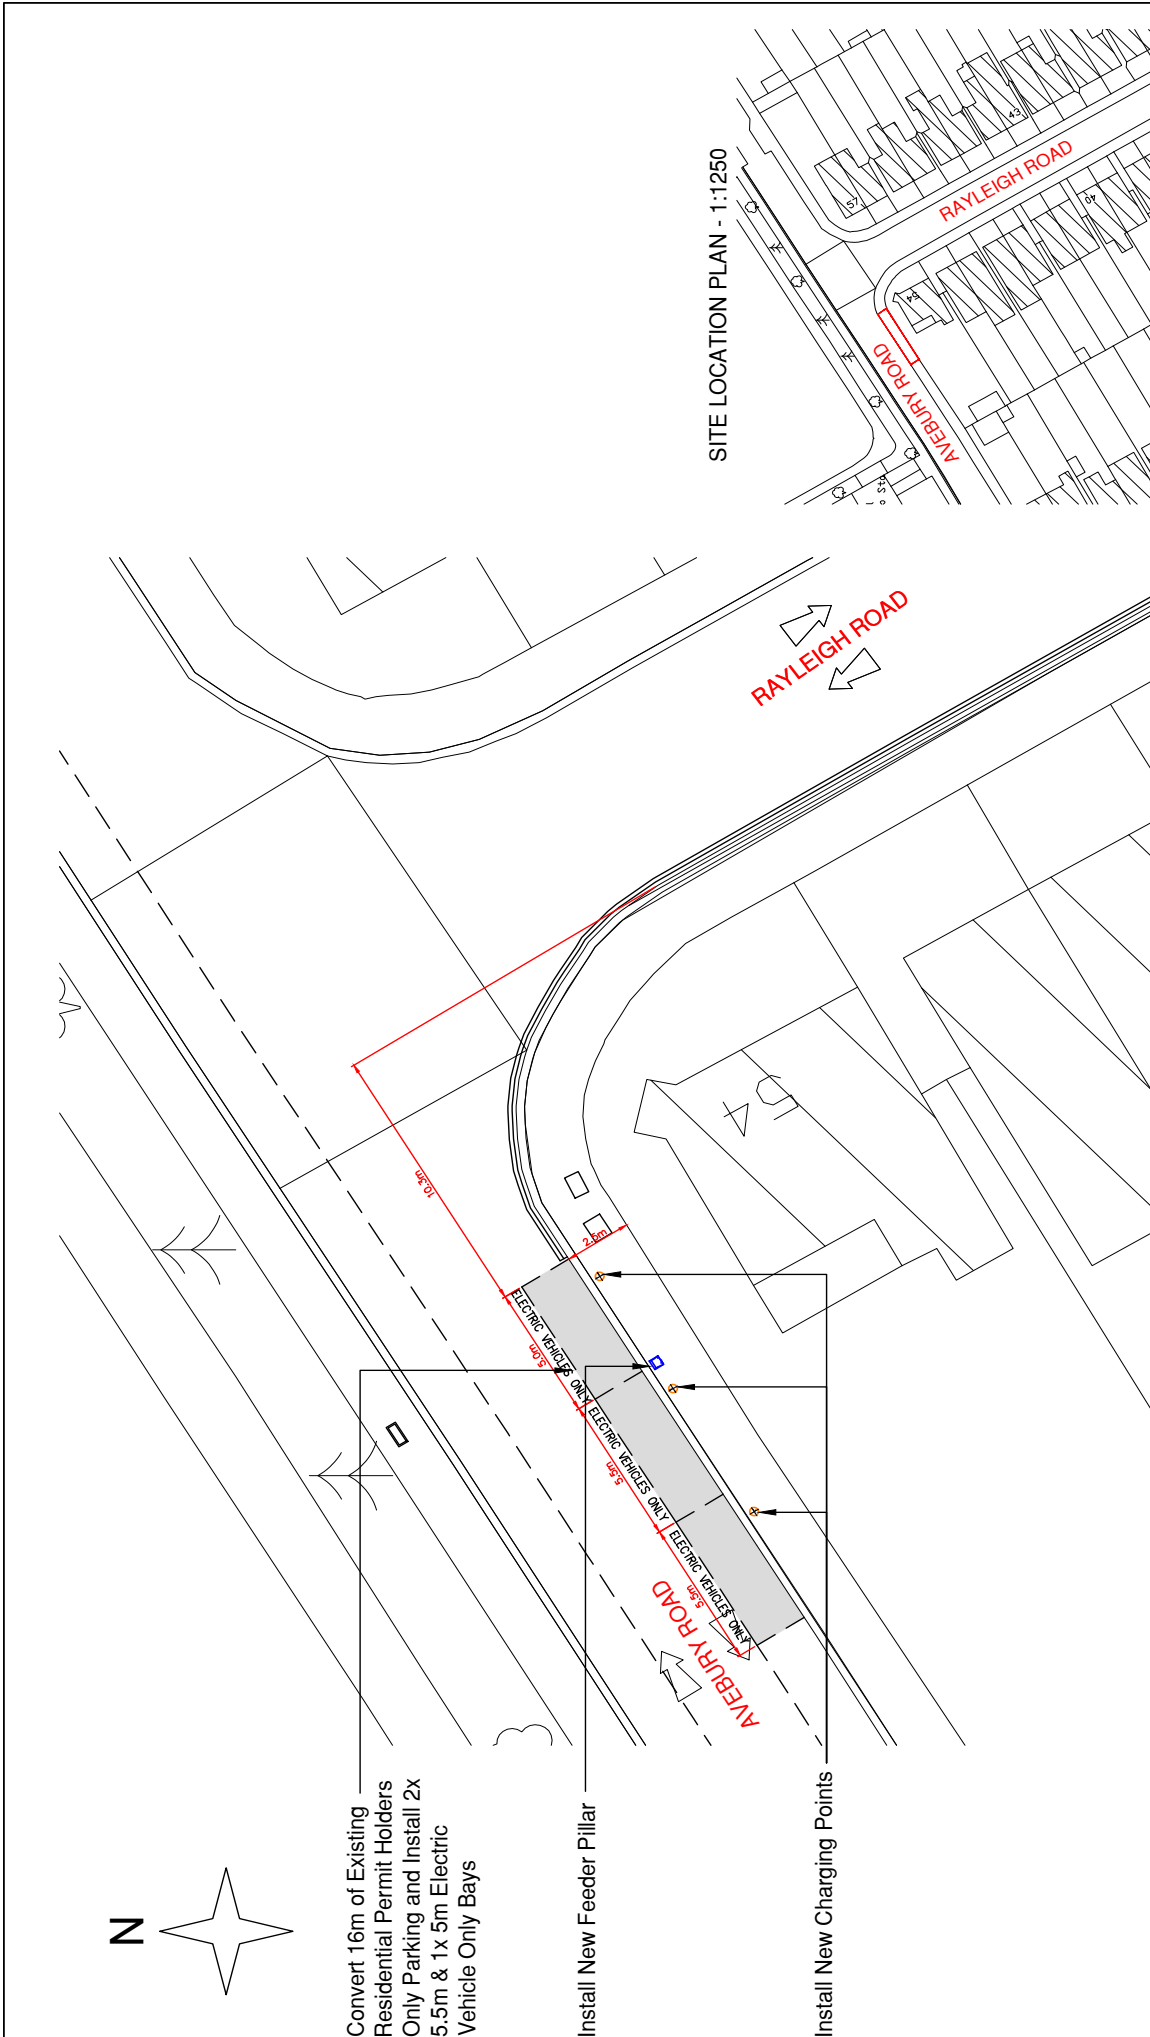 N
Convert 16m of Existing
Residential Permit Holders
Only Parking and Install 2x
5.5m & 1x 5m Electric
Vehicle Only Bays
Install New Feeder Pillar
Install New Charging Points
AVEBURY ROAD
ELECTRIC VEHICLES ONLY
5.5m
ELECTRIC VEHICLES ONLY
5.5m
ELECTRIC VEHICLES ONLY
5.0m
10.3m
2.5m
54
RAYLEIGH ROAD
SITE LOCATION PLAN - 1:1250
AVEBURY ROAD
RAYLEIGH ROAD
57
43
54
40